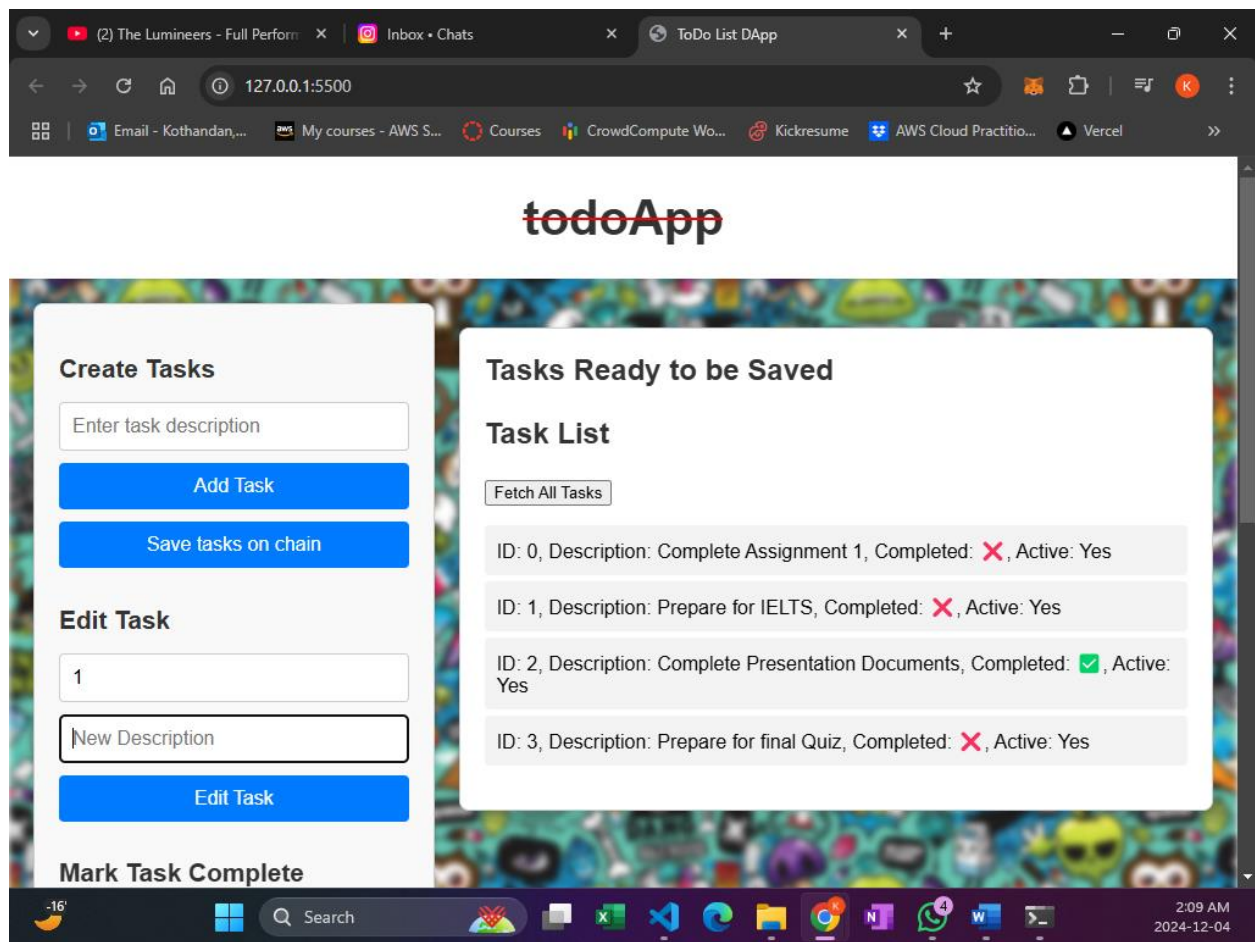 (2) The Lumineers - Full Perform
Inbox • Chats
ToDo List DApp
127.0.0.1:5500
K
Email - Kothandan,...
aws
My courses - AWS S...
Courses
CrowdCompute Wo...
Kickresume
AWS Cloud Practitio...
Vercel
todoApp
Create Tasks
Enter task description
Add Task
Save tasks on chain
Edit Task
1
New Description
Edit Task
Mark Task Complete
Tasks Ready to be Saved
Task List
Fetch All Tasks
ID: 0, Description: Complete Assignment 1, Completed: ❌, Active: Yes
ID: 1, Description: Prepare for IELTS, Completed: ❌, Active: Yes
ID: 2, Description: Complete Presentation Documents, Completed: ✅, Active:
Yes
ID: 3, Description: Prepare for final Quiz, Completed: ❌, Active: Yes
-16°
Search
4
2:09 AM
2024-12-04